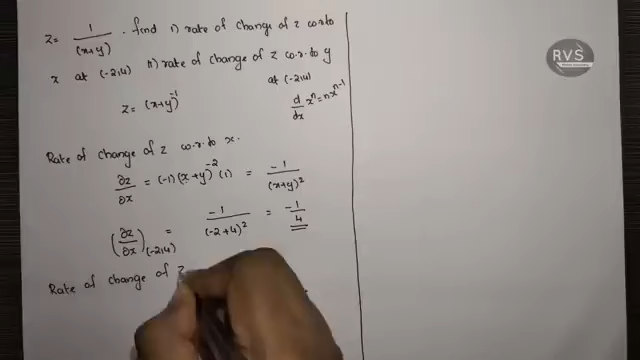 z = 1/(x+y) . find i) rate of change of z w.r.to
x at (-2,4) ii) rate of change of z w.r.to y
at (-2,4)
z = (x+y)^-1
d/dx x^n = nx^n-1
Rate of change of z w.r.to x.
∂z/∂x = (-1)(x+y)^-2 (1) = -1/(x+y)^2
(∂z/∂x)(-2,4) = -1/(-2+4)^2 = -1/4
Rate of change of z
RVS